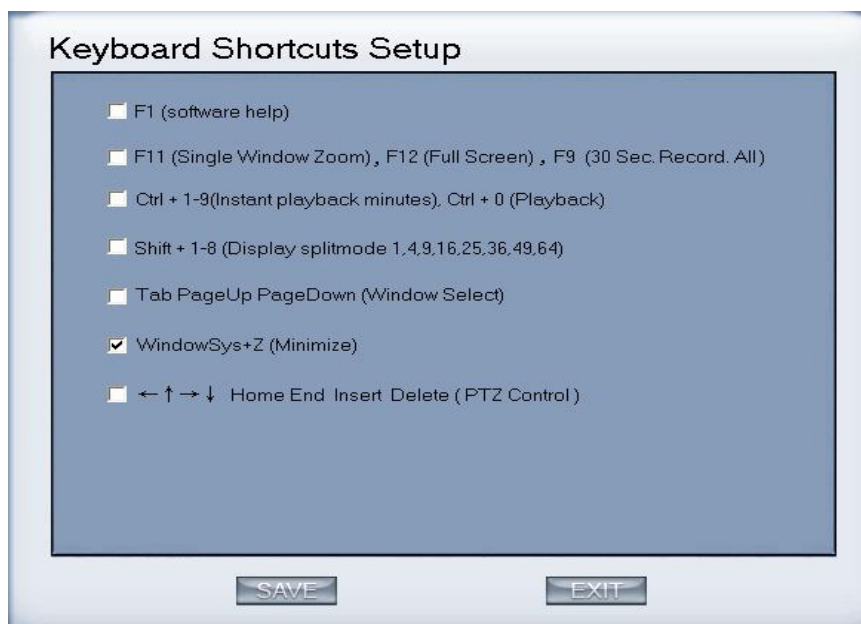 Keyboard Shortcuts Setup
F1 (software help)
F11 (Single Window Zoom) , F12 (Full Screen) , F9 (30 Sec. Record. All)
Ctrl + 1-9(Instant playback minutes), Ctrl + 0 (Playback)
Shift + 1-8 (Display splitmode 1,4,9,16,25,36,49,64)
Tab PageUp PageDown (Window Select)
WindowSys+Z (Minimize)
←↑→↓ Home End Insert Delete ( PTZ Control )
SAVE
EXIT